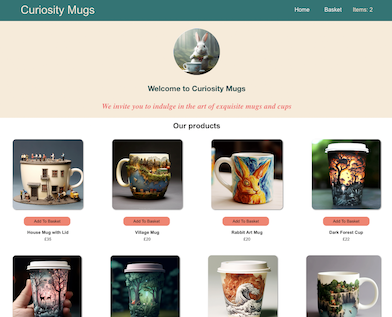 Curiosity Mugs
Home Basket Items: 2
Welcome to Curiosity Mugs
We invite you to indulge in the art of exquisite mugs and cups
Our products
Add To Basket
House Mug with Lid
£35
Add To Basket
Village Mug
£20
Add To Basket
Rabbit Art Mug
Add To Basket
Dark Forest Cup